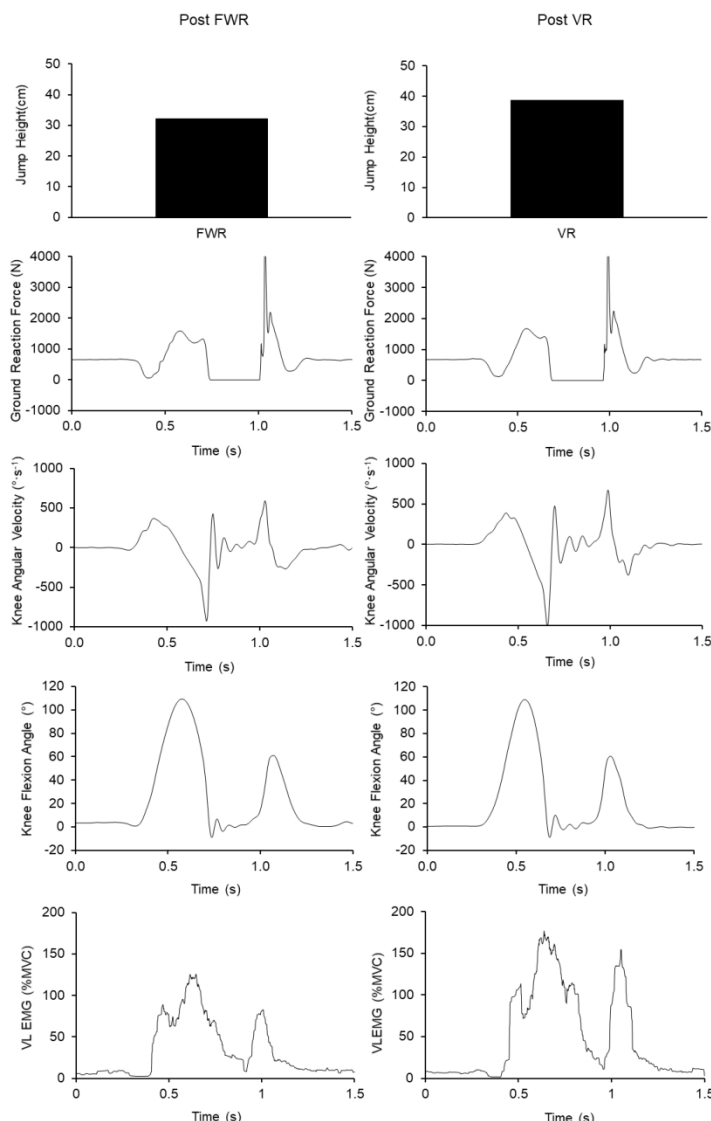 Post FWR
Post VR
Jump Height(cm)
50
40
30
20
10
0
FWR
Jump Height(cm)
50
40
30
20
10
0
VR
Ground Reaction Force (N)
4000
3000
2000
1000
0
-1000
0.0 0.5 1.0 1.5
Time (s)
Ground Reaction Force (N)
4000
3000
2000
1000
0
-1000
0.0 0.5 1.0 1.5
Time (s)
Knee Angular Velocity (°·s⁻¹)
1000
500
0
-500
-1000
0.0 0.5 1.0 1.5
Time (s)
Knee Angular Velocity (°·s⁻¹)
1000
500
0
-500
-1000
0.0 0.5 1.0 1.5
Time (s)
Knee Flexion Angle (°)
120
100
80
60
40
20
0
-20
0.0 0.5 1.0 1.5
Time (s)
Knee Flexion Angle (°)
120
100
80
60
40
20
0
-20
0.0 0.5 1.0 1.5
Time (s)
VL EMG (%MVC)
200
150
100
50
0
0 0.5 1 1.5
Time (s)
VLEMG (%MVC)
200
150
100
50
0
0.0 0.5 1.0 1.5
Time (s)